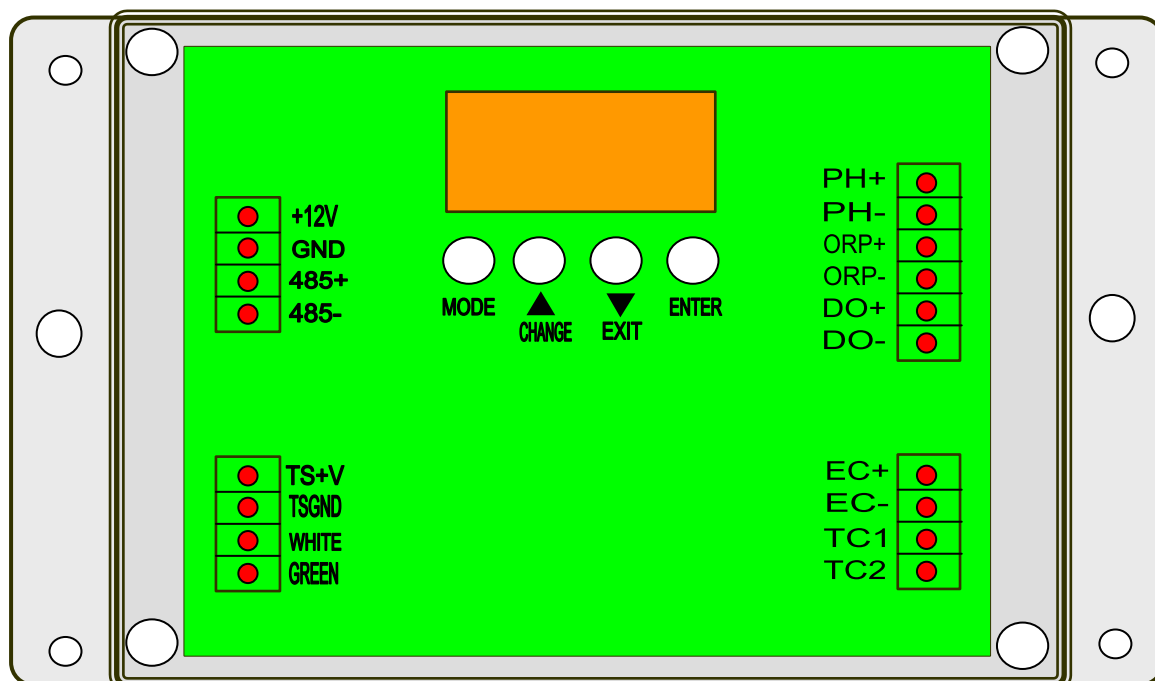 +12V
GND
485+
485-
MODE
CHANGE
EXIT
ENTER
PH+
PH-
ORP+
ORP-
DO+
DO-
TS+V
TSGND
WHITE
GREEN
EC+
EC-
TC1
TC2